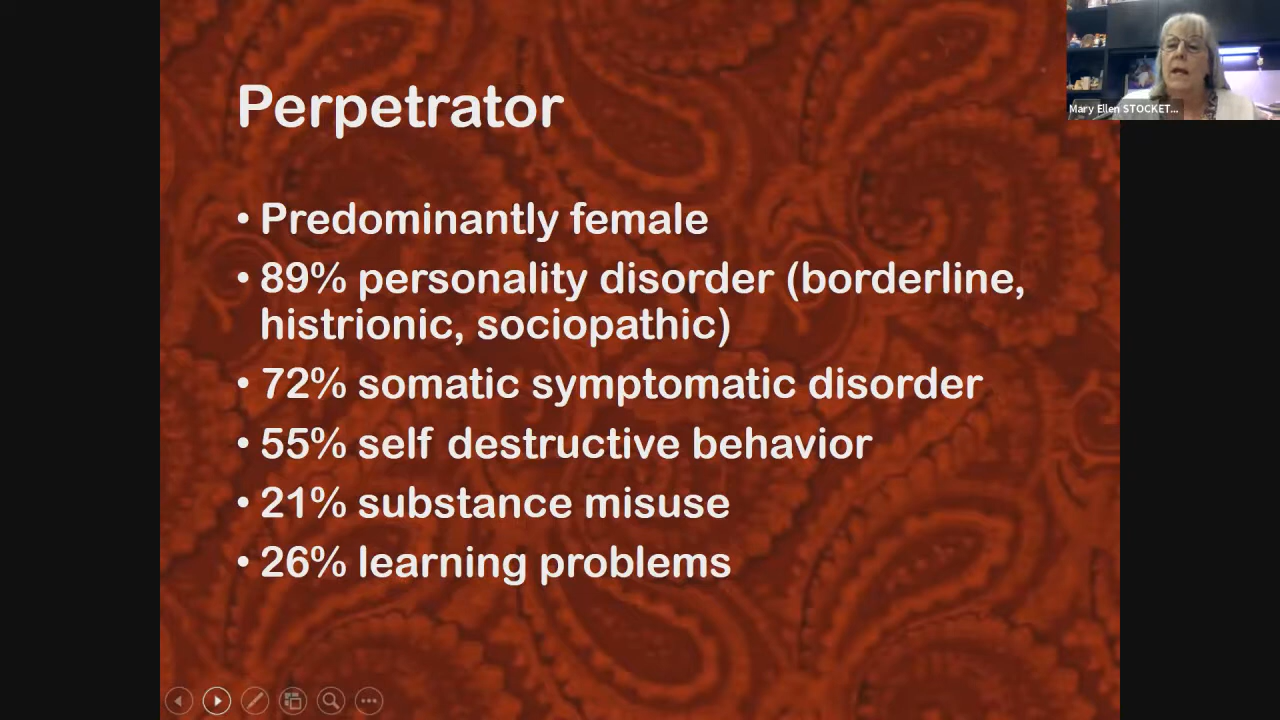 Perpetrator
• Predominantly female
• 89% personality disorder (borderline,
histrionic, sociopathic)
• 72% somatic symptomatic disorder
• 55% self destructive behavior
• 21% substance misuse
• 26% learning problems
Mary Ellen STOCKET...